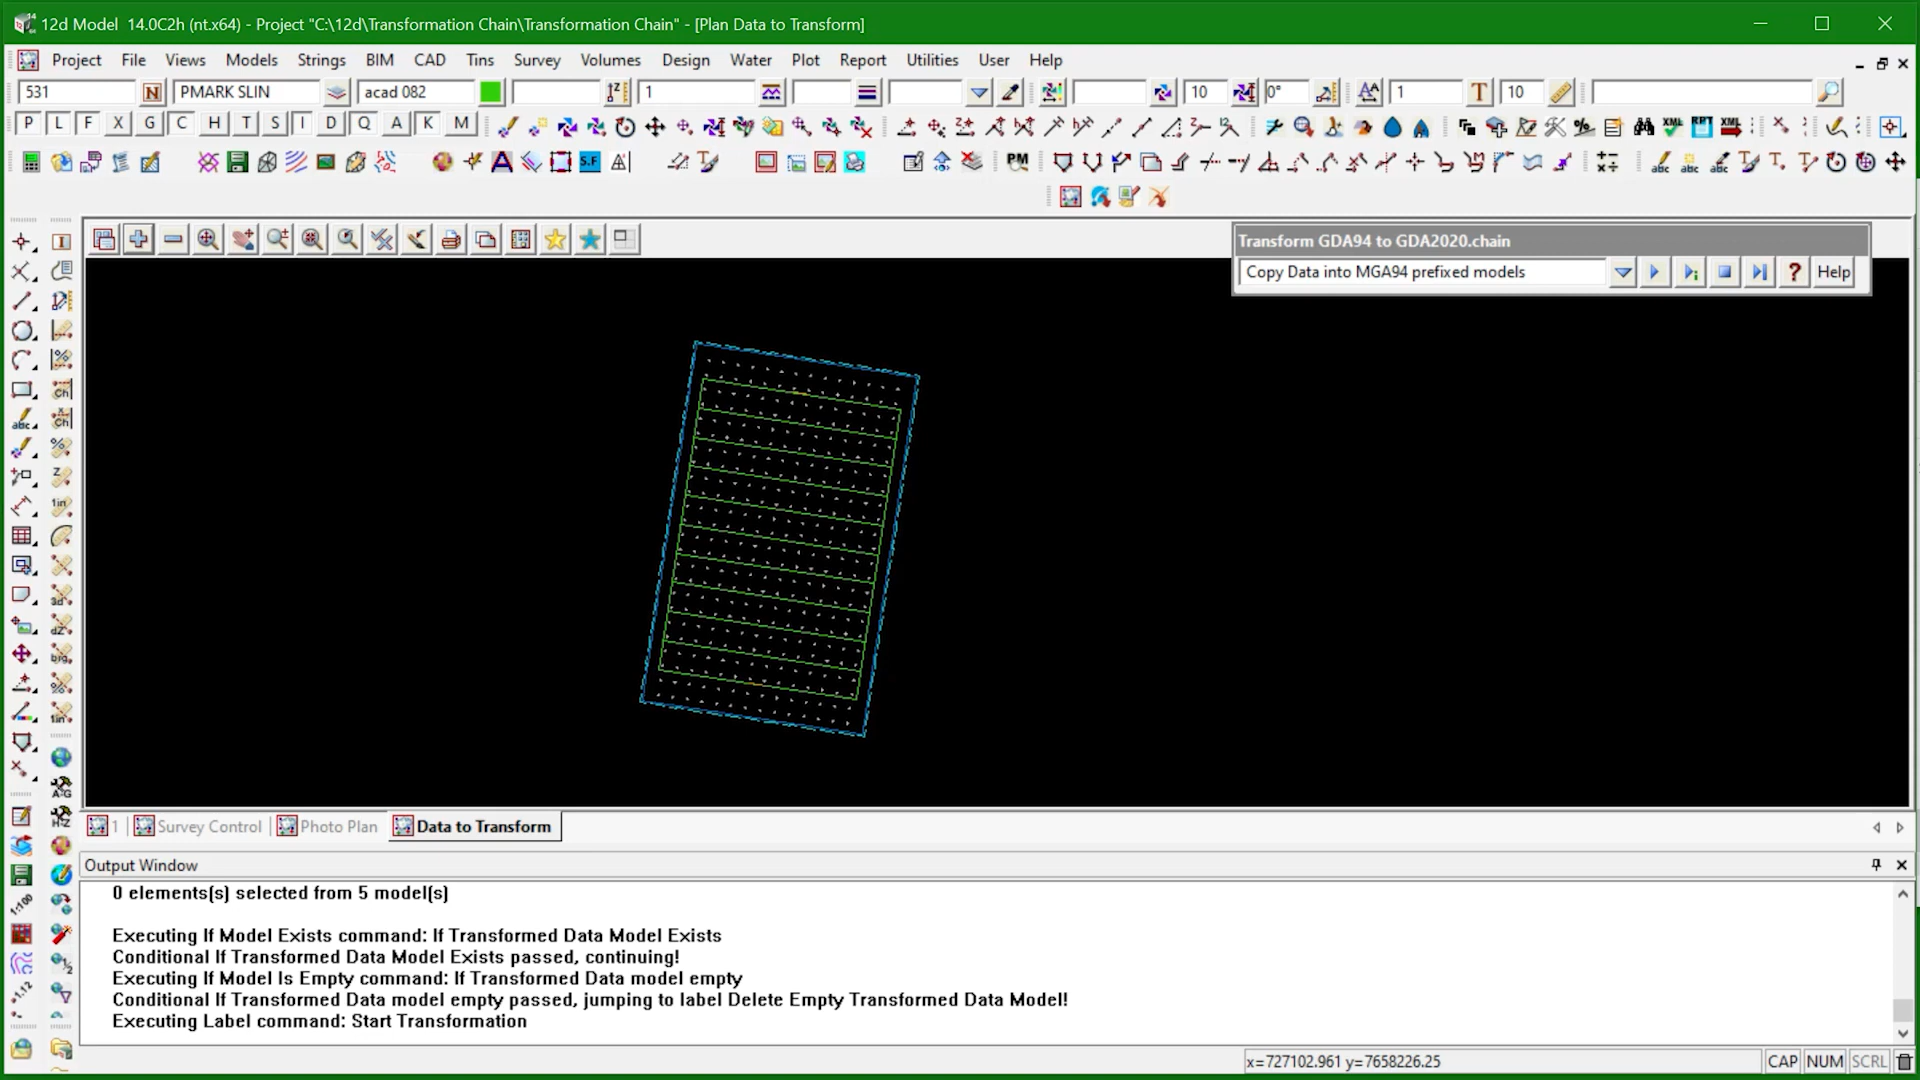 12d Model 14.0C2h (nt.x64) - Project "C:\12d\Transformation Chain\Transformation Chain" - [Plan Data to Transform]
Project File Views Models Strings BIM CAD Tins Survey Volumes Design Water Plot Report Utilities User Help
531 N PMARK SLIN acad 082 1 10 0° 1 T 10
P L F X G C H T S I D Q A K M XML RPT XML
A S.F PM abc abc
Transform GDA94 to GDA2020.chain
Copy Data into MGA94 prefixed models ? Help
1 Survey Control Photo Plan Data to Transform
Output Window
0 elements(s) selected from 5 model(s)
Executing If Model Exists command: If Transformed Data Model Exists
Conditional If Transformed Data Model Exists passed, continuing!
Executing If Model Is Empty command: If Transformed Data model empty
Conditional If Transformed Data model empty passed, jumping to label Delete Empty Transformed Data Model!
Executing Label command: Start Transformation
x=727102.961 y=7658226.25 CAP NUM SCRL